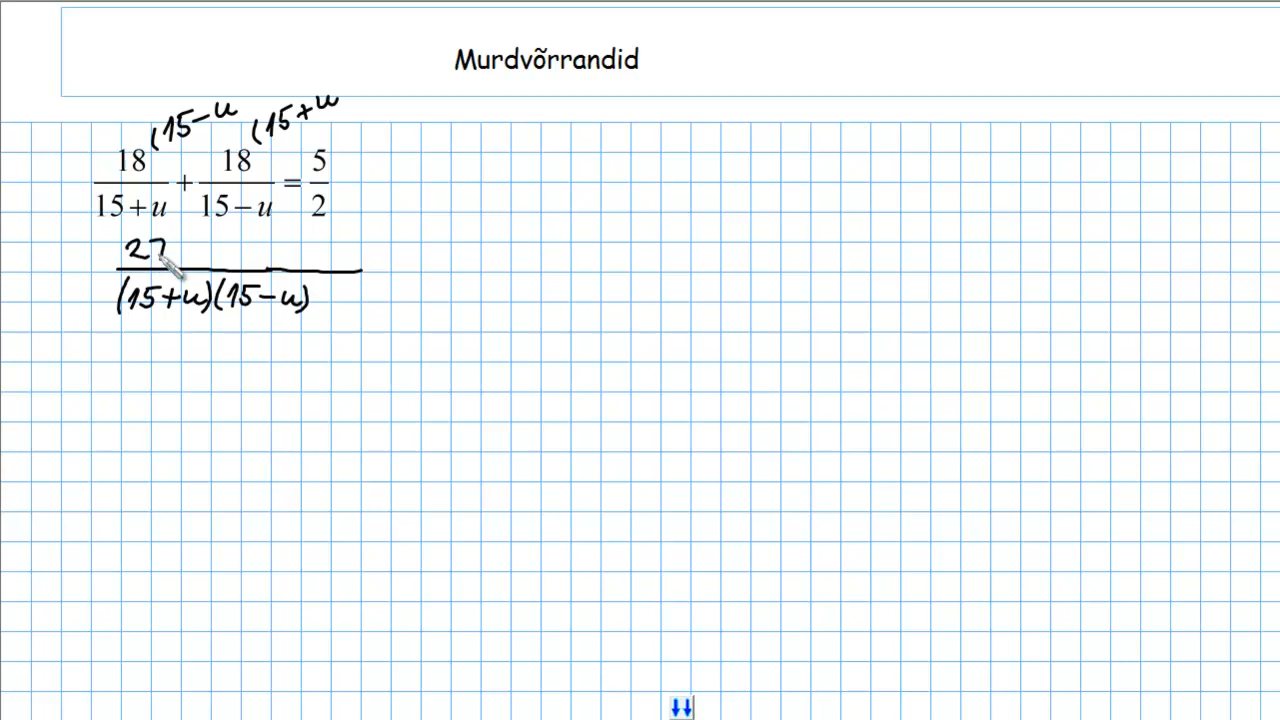 Murdvõrrandid
(15-u (15+u
18/(15+u) + 18/(15-u) = 5/2
27
(15+u)(15-u)